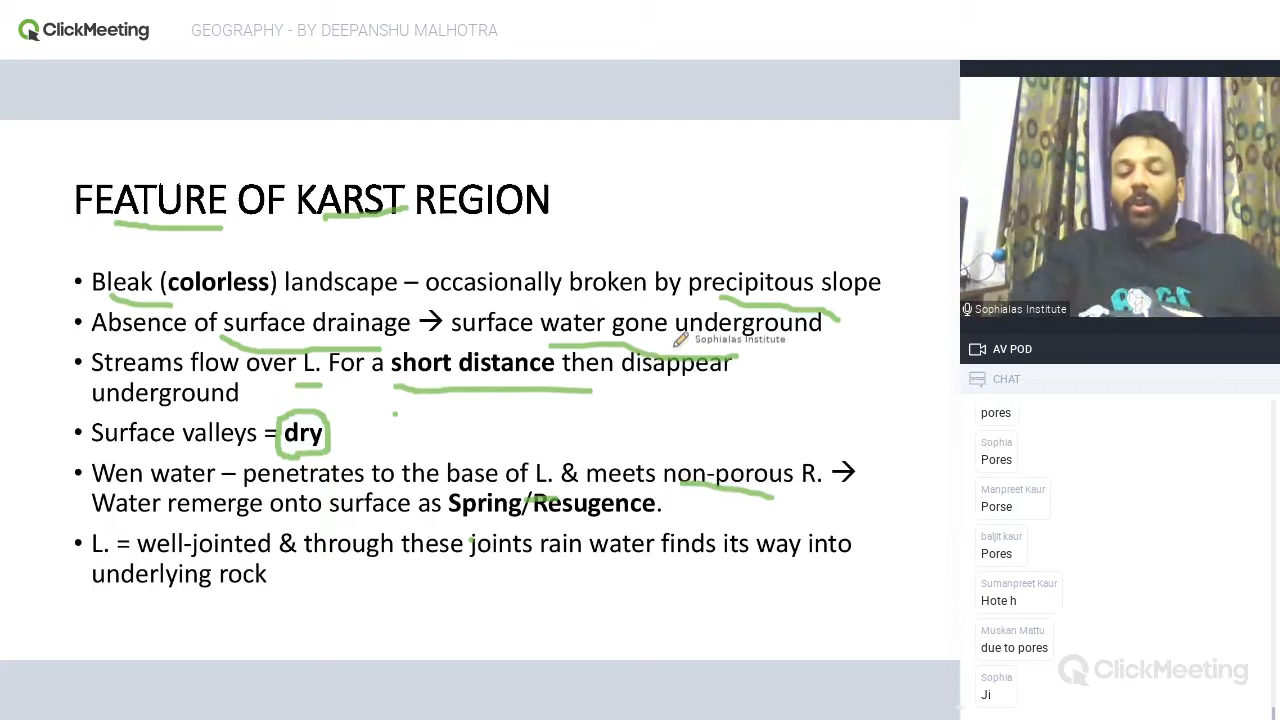 ClickMeeting
GEOGRAPHY - BY DEEPANSHU MALHOTRA
FEATURE OF KARST REGION
• Bleak (colorless) landscape – occasionally broken by precipitous slope
• Absence of surface drainage → surface water gone underground
Sophialas Institute
• Streams flow over L. For a short distance then disappear
underground
• Surface valleys = dry
• Wen water – penetrates to the base of L. & meets non-porous R. →
Water remerge onto surface as Spring/Resugence.
• L. = well-jointed & through these joints rain water finds its way into
underlying rock
Sophialas Institute
AV POD
CHAT
pores
Sophia
Pores
Manpreet Kaur
Porse
baljit kaur
Pores
Sumanpreet Kaur
Hote h
Muskan Mattu
due to pores
Sophia
Ji
ClickMeeting